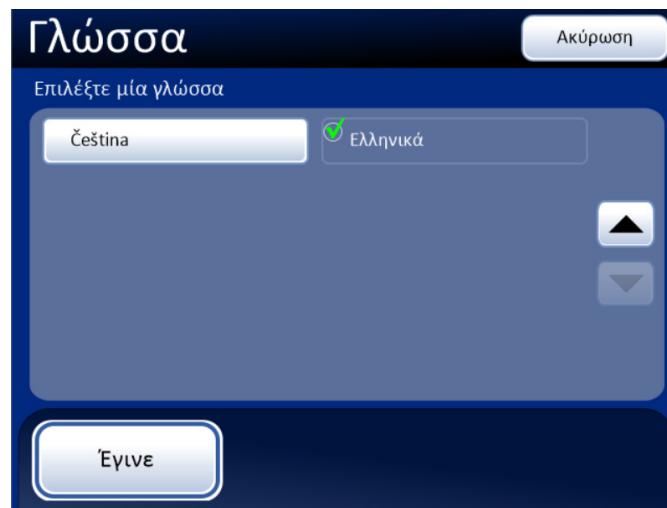 Γλώσσα
Ακύρωση
Επιλέξτε μία γλώσσα
Čeština
Ελληνικά
Έγινε